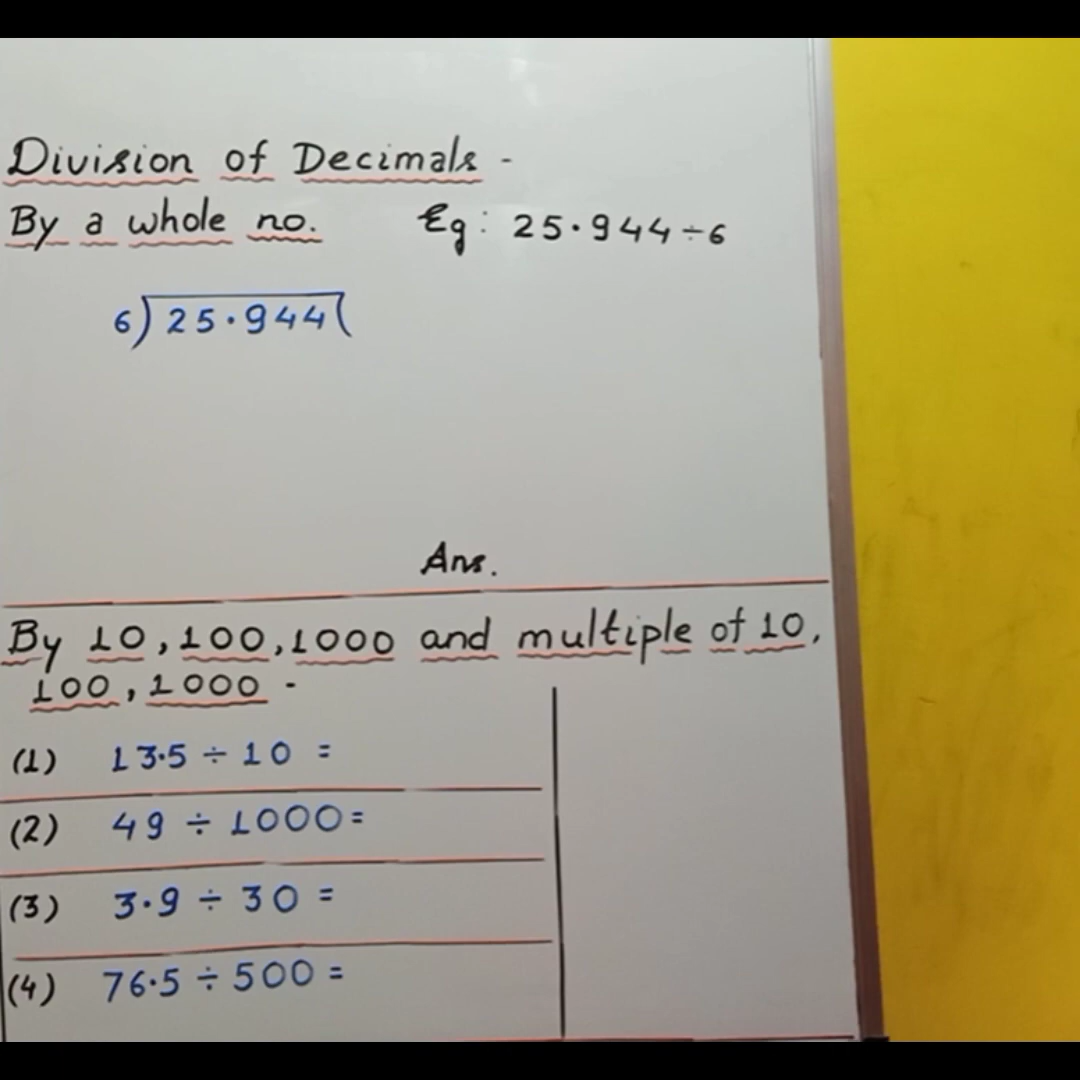 Division of Decimals -
By a whole no. Eg: 25.944÷6
6)25.944(
Ans.
By 10,100,1000 and multiple of 10,
100,1000 -
(1) 13.5 ÷ 10 =
(2) 49 ÷ 1000=
(3) 3.9 ÷ 30 =
(4) 76.5 ÷ 500 =